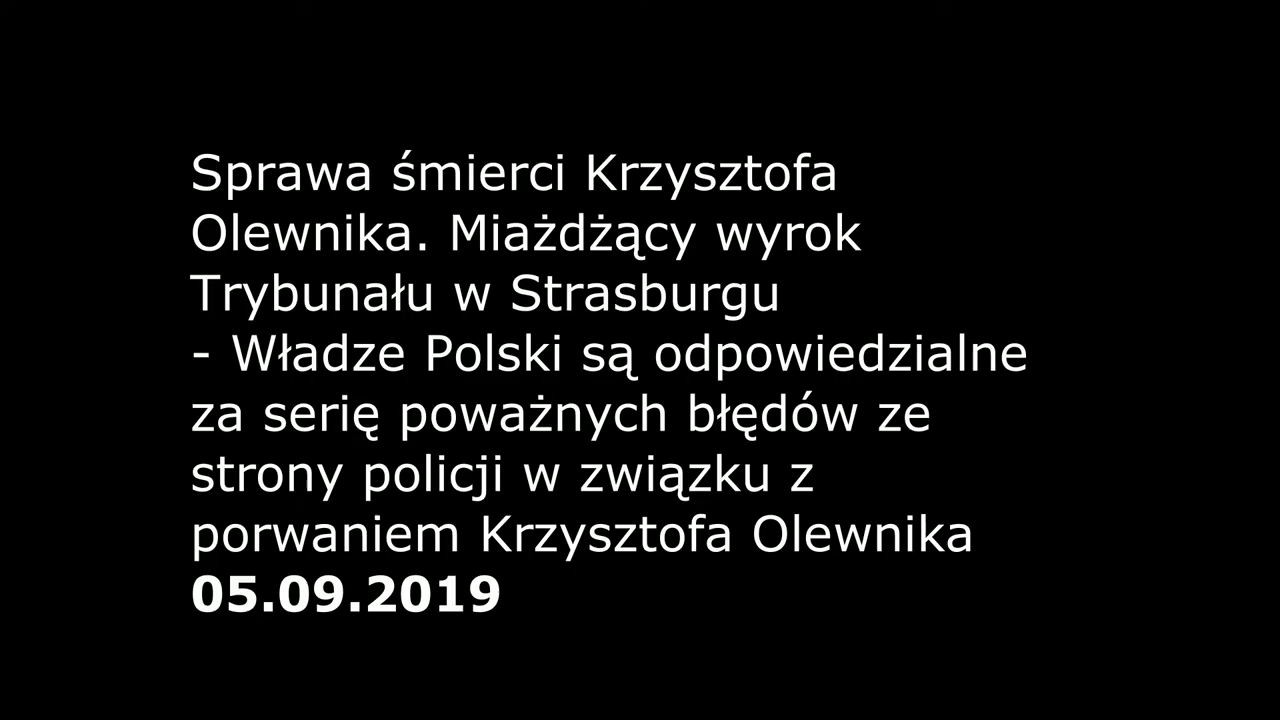 Sprawa śmierci Krzysztofa
Olewnika. Miażdżący wyrok
Trybunału w Strasburgu
- Władze Polski są odpowiedzialne
za serię poważnych błędów ze
strony policji w związku z
porwaniem Krzysztofa Olewnika
05.09.2019